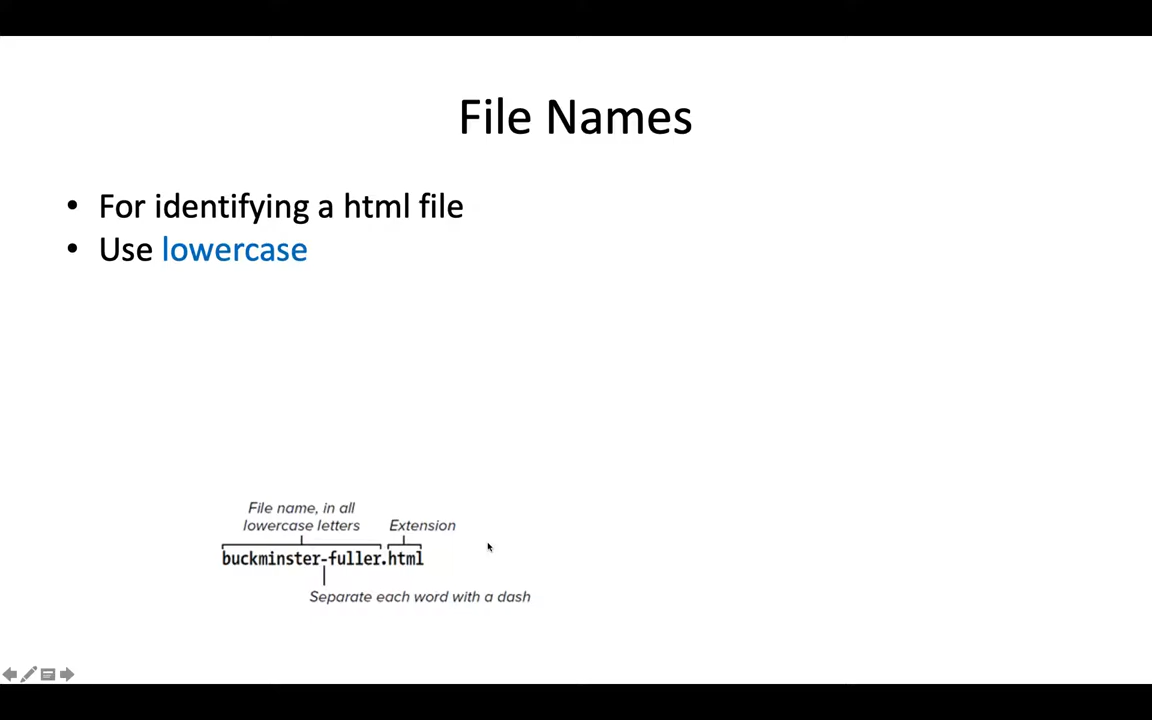 File Names
• For identifying a html file
• Use lowercase
File name, in all
lowercase letters
Extension
buckminster-fuller.html
Separate each word with a dash